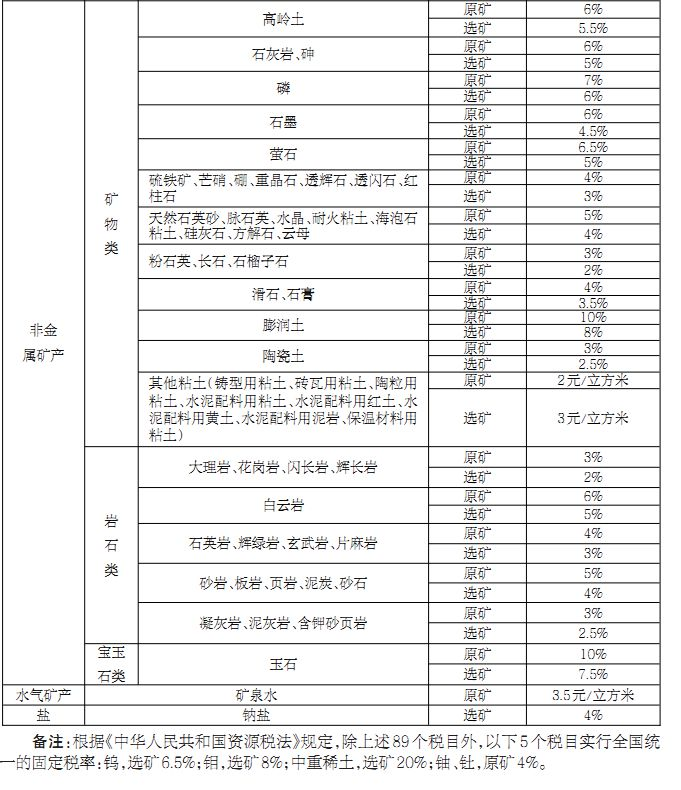 非金
属矿产
矿
物
类
高岭土
原矿 6%
选矿 5.5%
石灰岩、砷
原矿 6%
选矿 5%
磷
原矿 7%
选矿 6%
石墨
原矿 6%
选矿 4.5%
萤石
原矿 6.5%
选矿 5%
硫铁矿、芒硝、硼、重晶石、透辉石、透闪石、红
柱石
原矿 4%
选矿 3%
天然石英砂、脉石英、水晶、耐火粘土、海泡石
粘土、硅灰石、方解石、云母
原矿 5%
选矿 4%
粉石英、长石、石榴子石
原矿 3%
选矿 2%
滑石、石膏
原矿 4%
选矿 3.5%
膨润土
原矿 10%
选矿 8%
陶瓷土
原矿 3%
选矿 2.5%
其他粘土(铸型用粘土、砖瓦用粘土、陶粒用
粘土、水泥配料用粘土、水泥配料用红土、水
泥配料用黄土、水泥配料用泥岩、保温材料用
粘土)
原矿 2元/立方米
选矿 3元/立方米
岩
石
类
大理岩、花岗岩、闪长岩、辉长岩
原矿 3%
选矿 2%
白云岩
原矿 6%
选矿 5%
石英岩、辉绿岩、玄武岩、片麻岩
原矿 4%
选矿 3%
砂岩、板岩、页岩、泥炭、砂石
原矿 5%
选矿 4%
凝灰岩、泥灰岩、含钾砂页岩
原矿 3%
选矿 2.5%
宝玉
石类
玉石
原矿 10%
选矿 7.5%
水气矿产 矿泉水 原矿 3.5元/立方米
盐 钠盐 选矿 4%
备注:根据《中华人民共和国资源税法》规定,除上述89个税目外,以下5个税目实行全国统
一的固定税率:钨,选矿6.5%;钼,选矿8%;中重稀土,选矿20%;铀、钍,原矿4%。